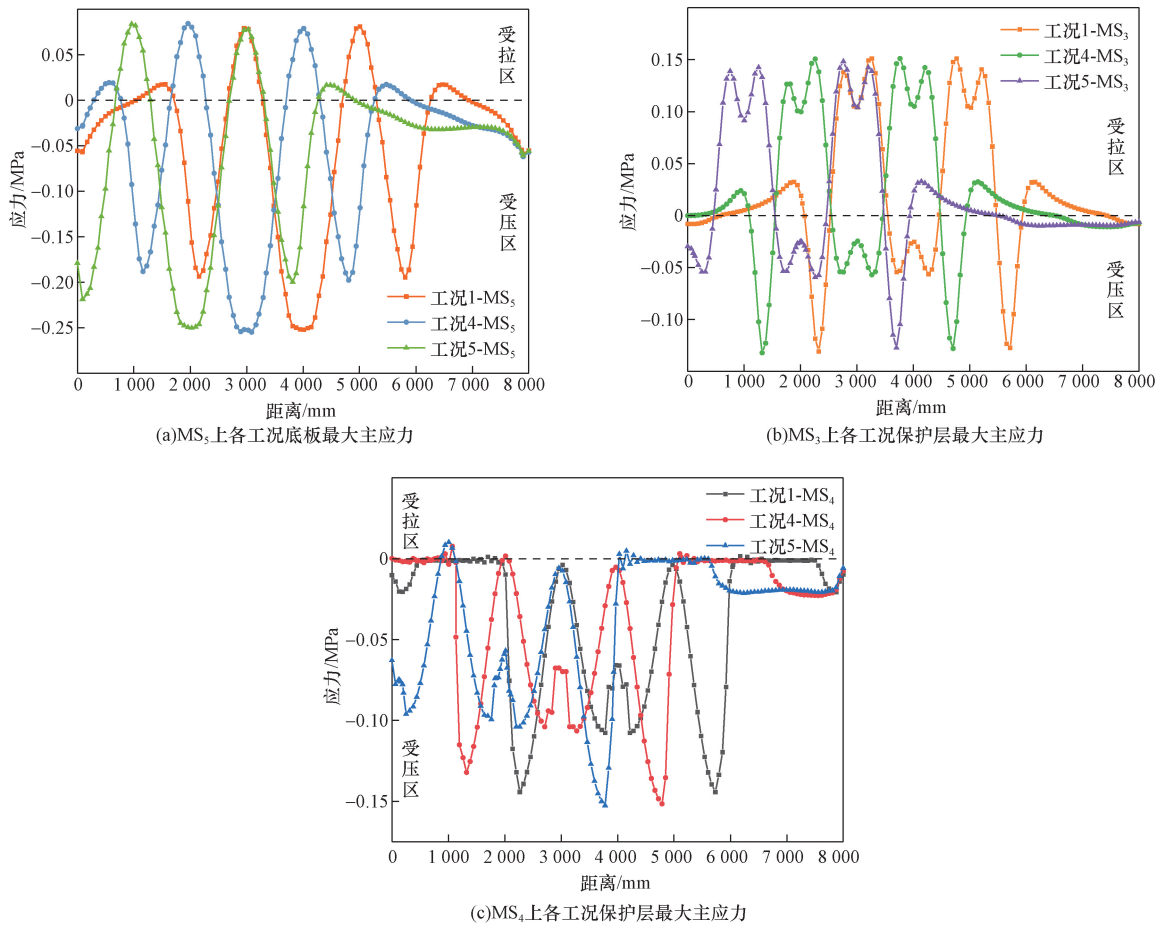 0.05
0
−0.05
−0.10
−0.15
−0.20
−0.25
应力/MPa
受拉区
受压区
工况1-MS₅
工况4-MS₅
工况5-MS₅
0 1 000 2 000 3 000 4 000 5 000 6 000 7 000 8 000
距离/mm
(a)MS₅上各工况底板最大主应力
0.15
0.10
0.05
0
−0.05
−0.10
应力/MPa
工况1-MS₃
工况4-MS₃
工况5-MS₃
受拉区
受压区
0 1 000 2 000 3 000 4 000 5 000 6 000 7 000 8 000
距离/mm
(b)MS₃上各工况保护层最大主应力
0
−0.05
−0.10
−0.15
应力/MPa
受拉区
受压区
工况1-MS₄
工况4-MS₄
工况5-MS₄
0 1 000 2 000 3 000 4 000 5 000 6 000 7 000 8 000
距离/mm
(c)MS₄上各工况保护层最大主应力